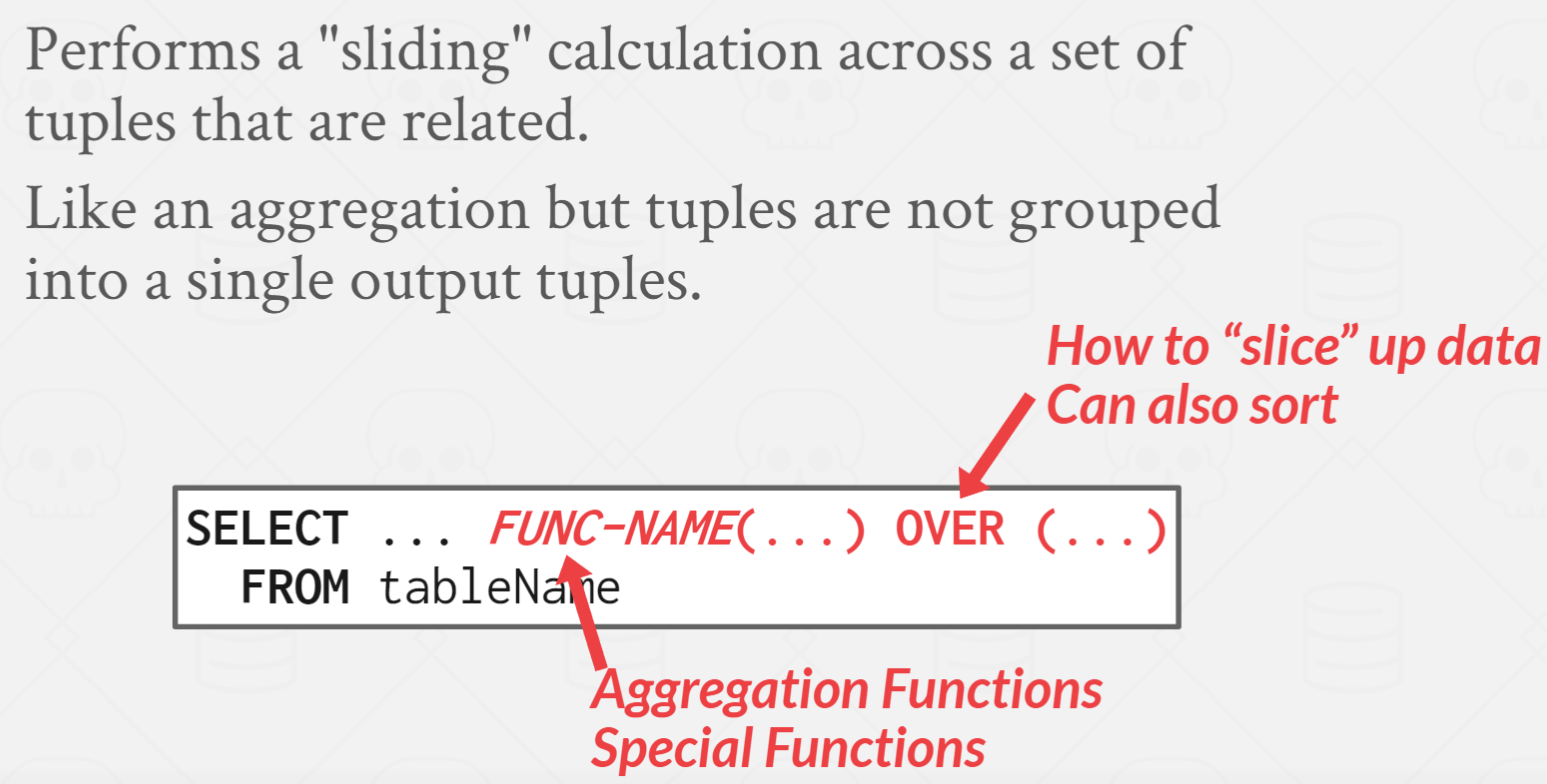 Performs a "sliding" calculation across a set of
tuples that are related.
Like an aggregation but tuples are not grouped
into a single output tuples.
How to “slice” up data
Can also sort
SELECT ... FUNC-NAME(...) OVER (...)
FROM tableName
Aggregation Functions
Special Functions